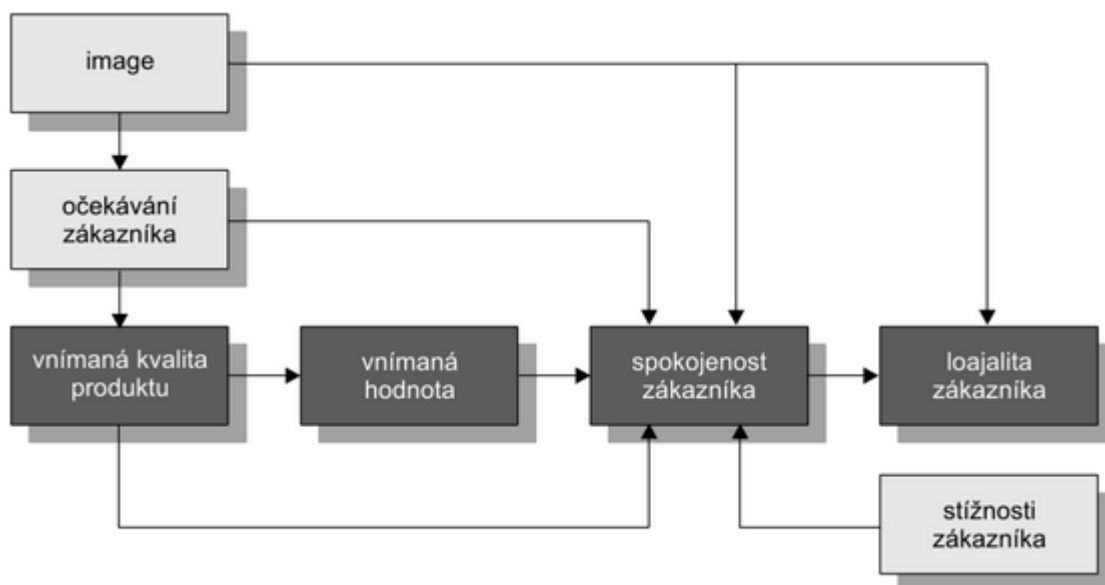 image
očekávání
zákazníka
vnímaná kvalita
produktu
vnímaná
hodnota
spokojenost
zákazníka
loajalita
zákazníka
stížnosti
zákazníka